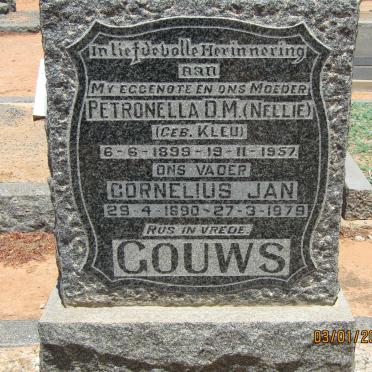 In liefdevolle Herinnering
aan
My eggenote en ons Moeder
Petronella D.M. (Nellie)
(Geb. Kleu)
6-6-1899-19-11-1957
Ons Vader
Cornelius Jan
29-4-1890-27-3-1979
Rus in vrede.
Gouws
03/01/20